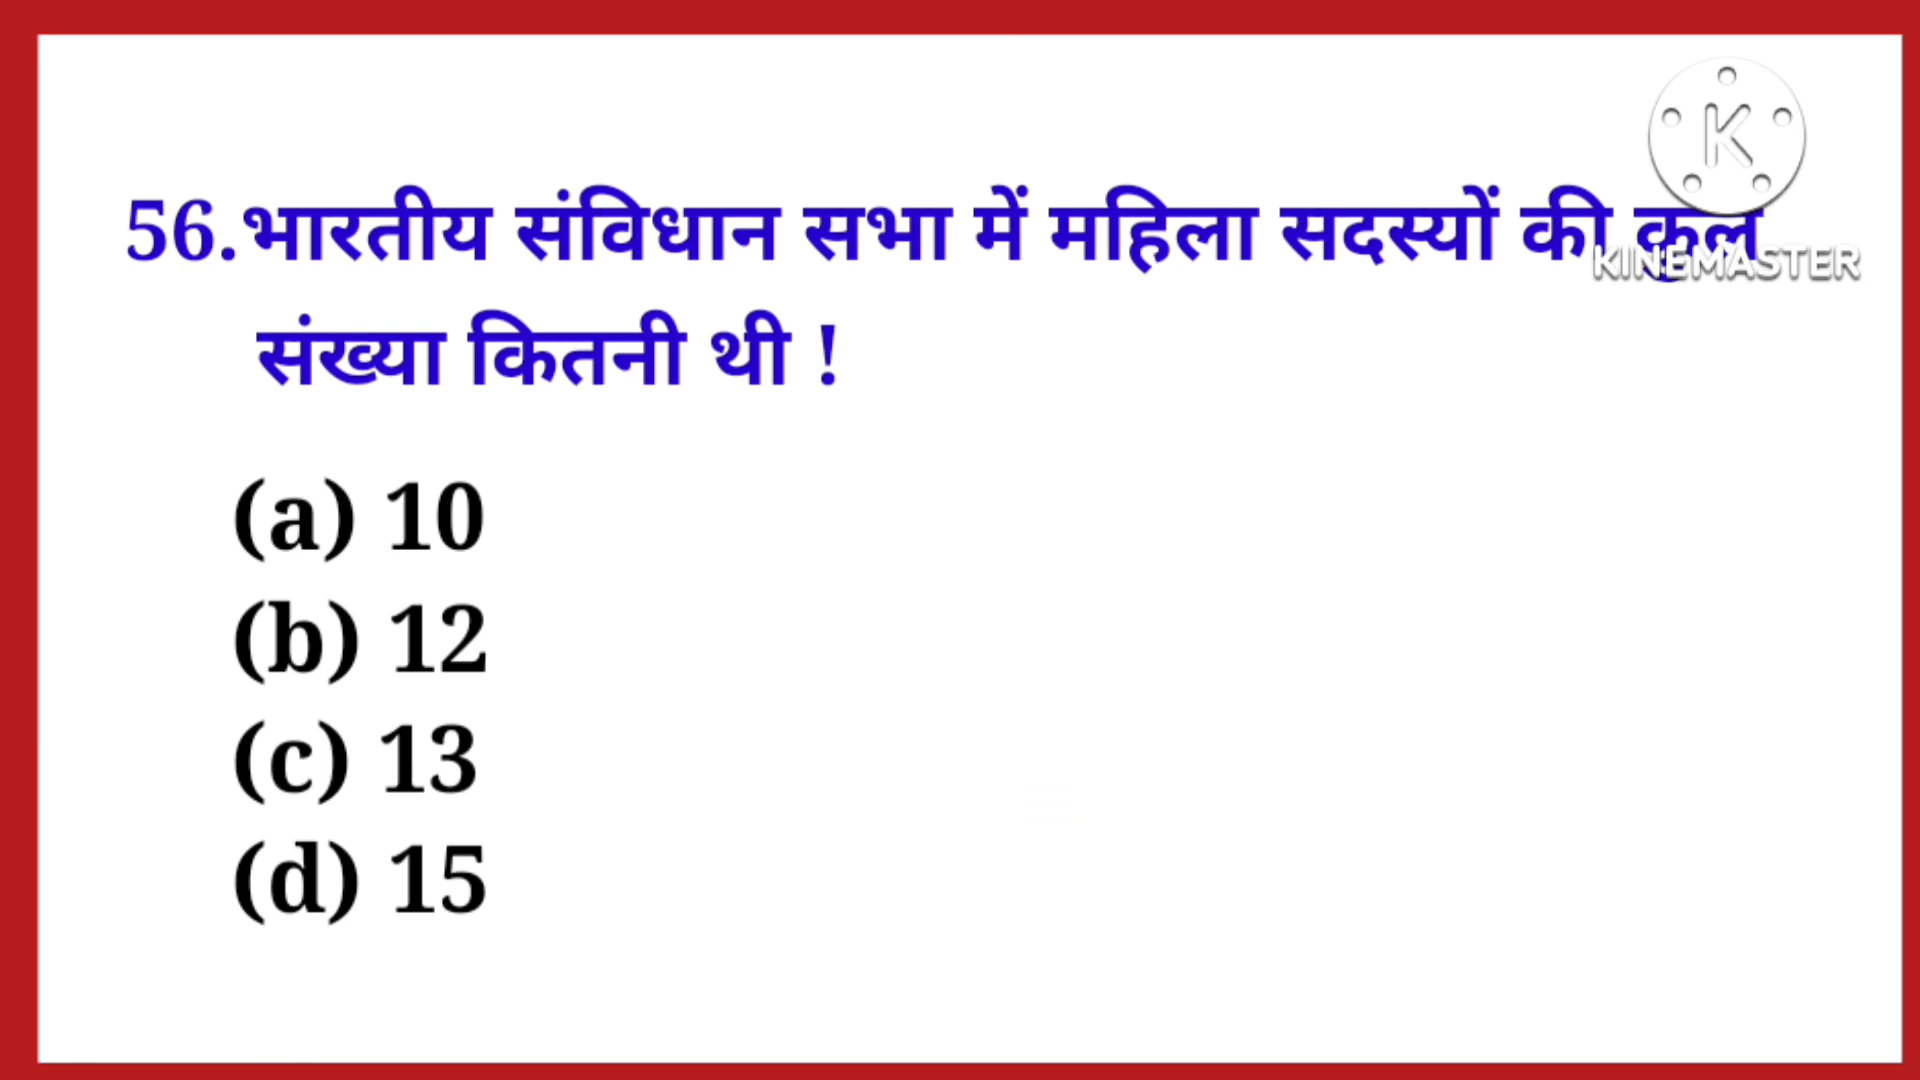 K
KINEMASTER
56.भारतीय संविधान सभा में महिला सदस्यों की कुल
संख्या कितनी थी !
(a) 10
(b) 12
(c) 13
(d) 15